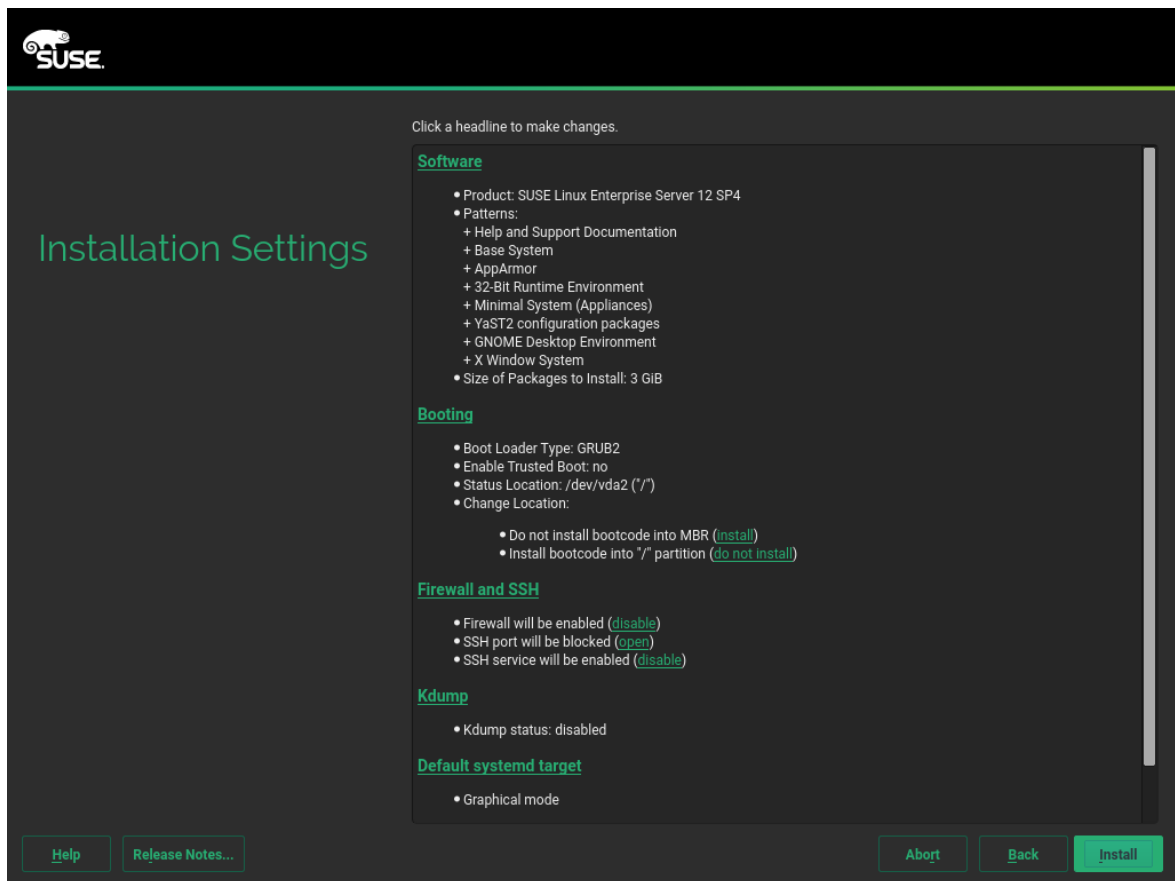 SUSE.
Click a headline to make changes.
Installation Settings
Software
• Product: SUSE Linux Enterprise Server 12 SP4
• Patterns:
+ Help and Support Documentation
+ Base System
+ AppArmor
+ 32-Bit Runtime Environment
+ Minimal System (Appliances)
+ YaST2 configuration packages
+ GNOME Desktop Environment
+ X Window System
• Size of Packages to Install: 3 GiB
Booting
• Boot Loader Type: GRUB2
• Enable Trusted Boot: no
• Status Location: /dev/vda2 ("/")
• Change Location:
• Do not install bootcode into MBR (install)
• Install bootcode into "/" partition (do not install)
Firewall and SSH
• Firewall will be enabled (disable)
• SSH port will be blocked (open)
• SSH service will be enabled (disable)
Kdump
• Kdump status: disabled
Default systemd target
• Graphical mode
Help Release Notes... Abort Back Install